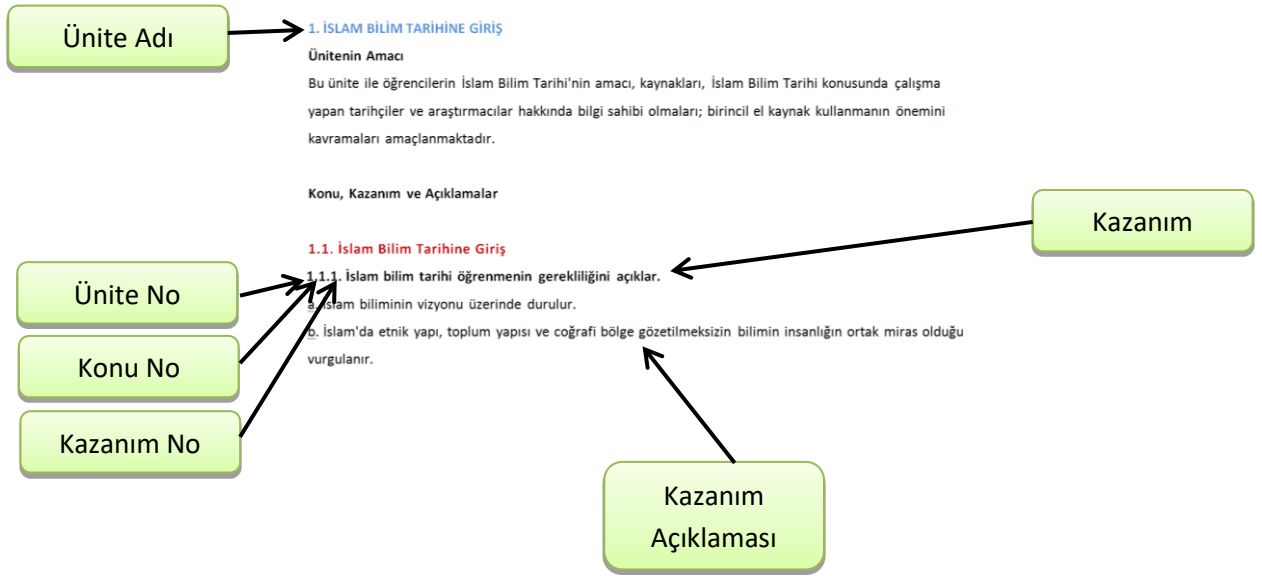 Ünite Adı
1. İSLAM BİLİM TARİHİNE GİRİŞ
Ünitenin Amacı
Bu ünite ile öğrencilerin İslam Bilim Tarihi'nin amacı, kaynakları, İslam Bilim Tarihi konusunda çalışma
yapan tarihçiler ve araştırmacılar hakkında bilgi sahibi olmaları; birincil el kaynak kullanmanın önemini
kavramaları amaçlanmaktadır.
Konu, Kazanım ve Açıklamalar
Kazanım
1.1. İslam Bilim Tarihine Giriş
1.1.1. İslam bilim tarihi öğrenmenin gerekliliğini açıklar.
Ünite No
a. İslam biliminin vizyonu üzerinde durulur.
b. İslam'da etnik yapı, toplum yapısı ve coğrafi bölge gözetilmeksizin bilimin insanlığın ortak miras olduğu
vurgulanır.
Konu No
Kazanım No
Kazanım
Açıklaması